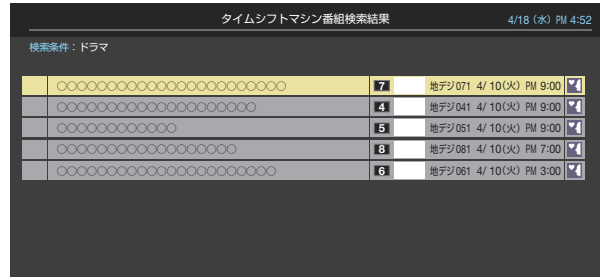 タイムシフトマシン番組検索結果 4/18 (水) PM 4:52
検索条件：ドラマ
○○○○○○○○○○○○○○○○○○○○○○○ 7 地デジ071 4/ 10(火) PM 9:00
○○○○○○○○○○○○○○○○○○○○ 4 地デジ041 4/ 10(火) PM 9:00
○○○○○○○○○○○○ 5 地デジ051 4/ 10(火) PM 9:00
○○○○○○○○○○○○○○○○○○ 8 地デジ081 4/ 10(火) PM 7:00
○○○○○○○○○○○○○○○○○○○○○○ 6 地デジ061 4/ 10(火) PM 3:00